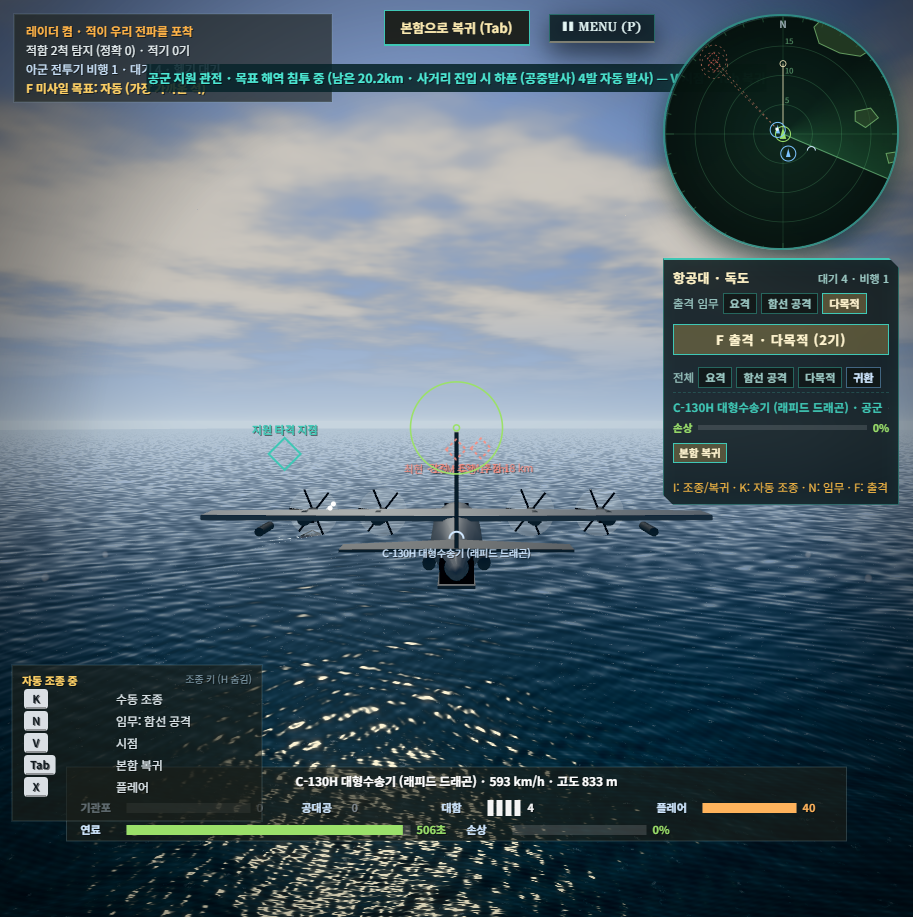 레이더 켬 · 적이 우리 전파를 포착
적함 2척 탐지 (정확 0) · 적기 0기
아군 전투기 비행 1 · 대기
F 미사일 목표: 자동
본함으로 복귀 (Tab)
MENU (P)
공군 지원 관전 · 목표 해역 침투 중 (남은 20.2km · 사거리 진입 시 하푼 (공중발사) 4발 자동 발사) —
N
15
10
5
항공대 · 독도
대기 4 · 비행 1
출격 임무 요격 함선 공격 다목적
F 출격 · 다목적 (2기)
전체 요격 함선 공격 다목적 귀환
C-130H 대형수송기 (래피드 드래곤) · 공군
손상 0%
본함 복귀
I: 조종/복귀 · K: 자동 조종 · N: 임무 · F: 출격
지원 타격 지점
C-130H 대형수송기 (래피드 드래곤)
자동 조종 중
조종 키 (H 숨김)
K 수동 조종
N 임무: 함선 공격
V 시점
Tab 본함 복귀
X 플레어
C-130H 대형수송기 (래피드 드래곤) · 593 km/h · 고도 833 m
기관포 0 공대공 0 대함 4 플레어 40
연료 506초 손상 0%